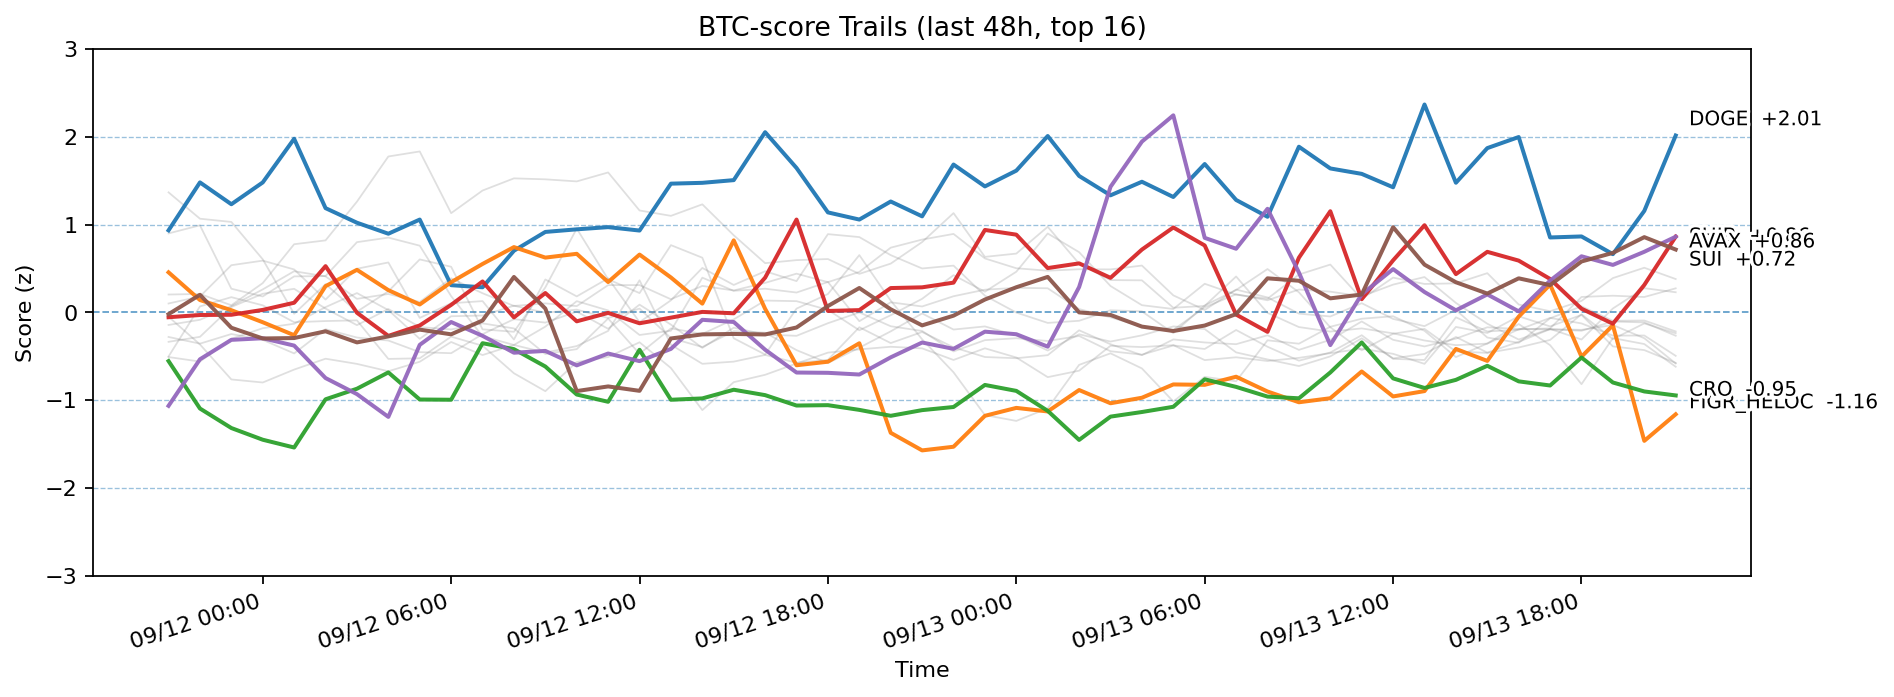 BTC-score Trails (last 48h, top 16)
3
2
1
0
−1
−2
−3
Score (z)
DOGE +2.01
AVAX +0.86
SUI +0.72
CRO -0.95
FIGR_HELOC -1.16
09/12 00:00
09/12 06:00
09/12 12:00
09/12 18:00
09/13 00:00
09/13 06:00
09/13 12:00
09/13 18:00
Time